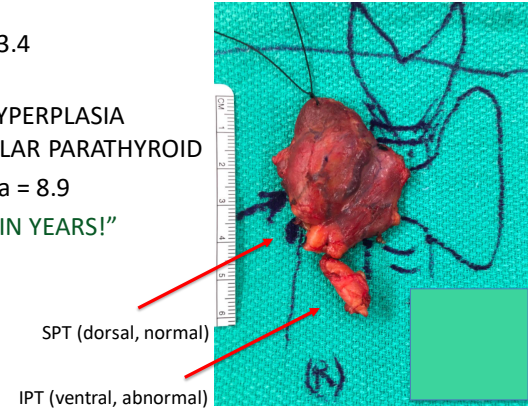 3.4
YPERPLASIA
LAR PARATHYROID
a = 8.9
IN YEARS!”
CM 1 2 3 4 5 6
SPT (dorsal, normal)
IPT (ventral, abnormal)
(R)